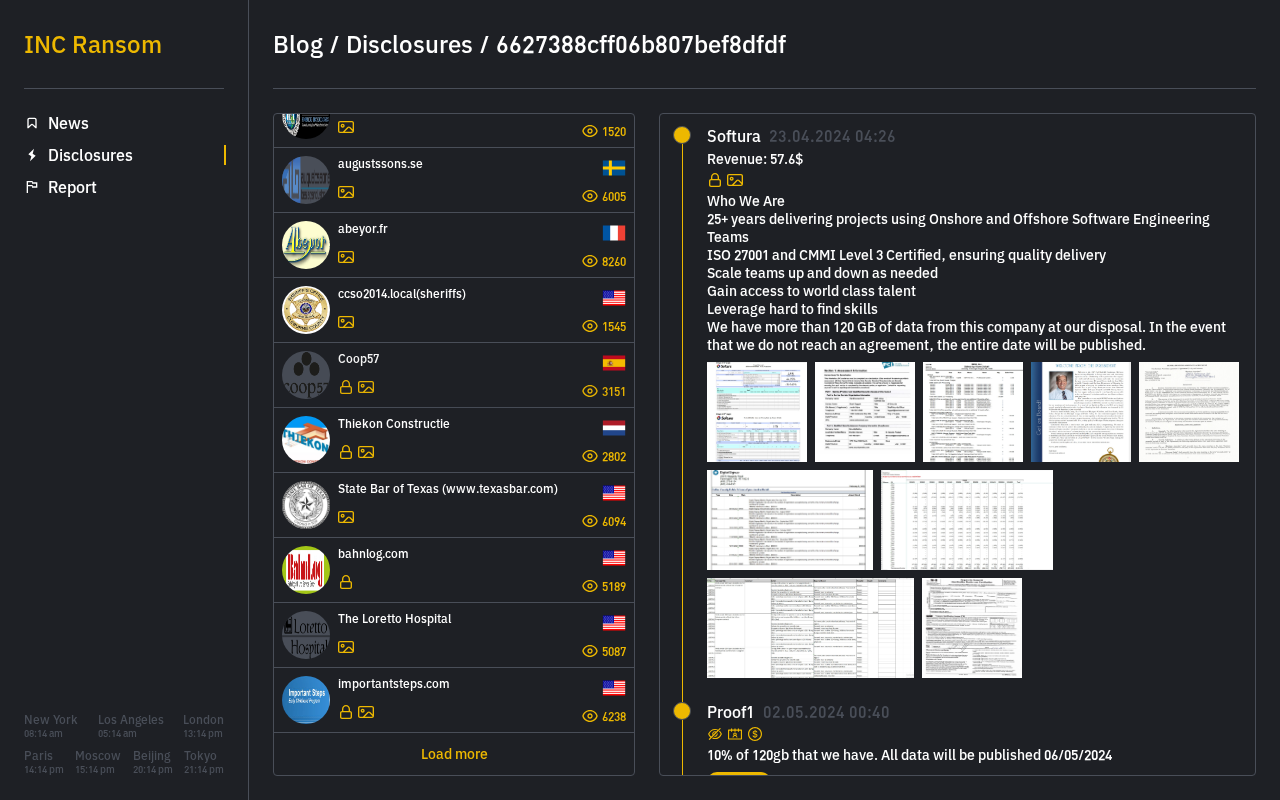 INC Ransom
Blog / Disclosures / 6627388cff06b807bef8dfdf
News
Disclosures
Report
New York
Los Angeles
London
08:14 am
05:14 am
13:14 pm
Paris
Moscow
Beijing
Tokyo
14:14 pm
15:14 pm
20:14 pm
21:14 pm
1520
augustssons.se
6005
abeyor.fr
8260
ccso2014.local(sheriffs)
1545
Coop57
3151
Thiekon Constructie
2802
State Bar of Texas (www.texasbar.com)
6094
bahnlog.com
5189
The Loretto Hospital
5087
importantsteps.com
6238
Load more
Softura 23.04.2024 04:26
Revenue: 57.6$
Who We Are
25+ years delivering projects using Onshore and Offshore Software Engineering
Teams
ISO 27001 and CMMI Level 3 Certified, ensuring quality delivery
Scale teams up and down as needed
Gain access to world class talent
Leverage hard to find skills
We have more than 120 GB of data from this company at our disposal. In the event
that we do not reach an agreement, the entire date will be published.
Proof1 02.05.2024 00:40
10% of 120gb that we have. All data will be published 06/05/2024